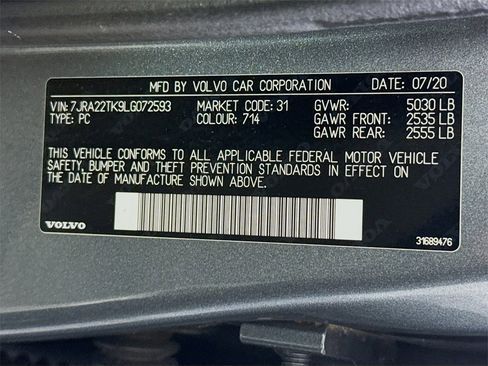 MFD BY VOLVO CAR CORPORATION DATE 07/20
VIN: 7JRA22TK9LG072593 MARKET CODE: 31 GVWR: 5030 LB
TYPE: PC COLOUR: 714 GAWR FRONT: 2535 LB
GAWR REAR: 2555 LB
THIS VEHICLE CONFORMS TO ALL APPLICABLE FEDERAL MOTOR VEHICLE
SAFETY, BUMPER AND THEFT PREVENTION STANDARDS IN EFFECT ON
THE DATE OF MANUFACTURE SHOWN ABOVE.
VOLVO 31689476